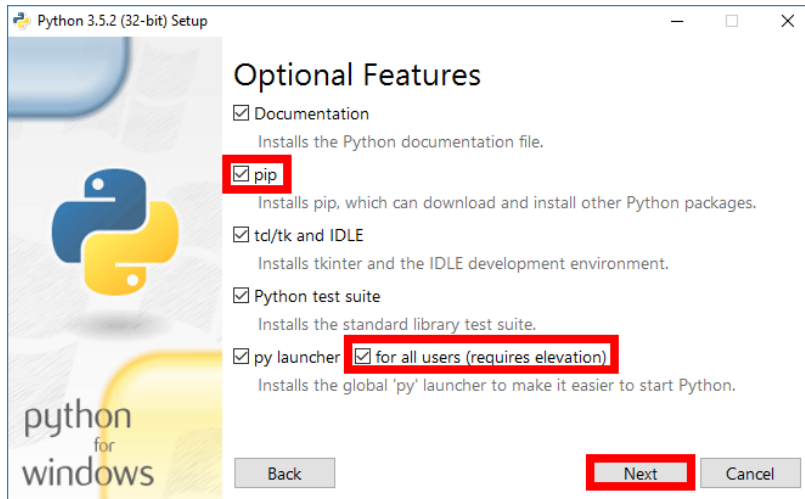 Python 3.5.2 (32-bit) Setup
Optional Features
Documentation
Installs the Python documentation file.
pip
Installs pip, which can download and install other Python packages.
tcl/tk and IDLE
Installs tkinter and the IDLE development environment.
Python test suite
Installs the standard library test suite.
py launcher for all users (requires elevation)
Installs the global 'py' launcher to make it easier to start Python.
python
for
windows
Back Next Cancel